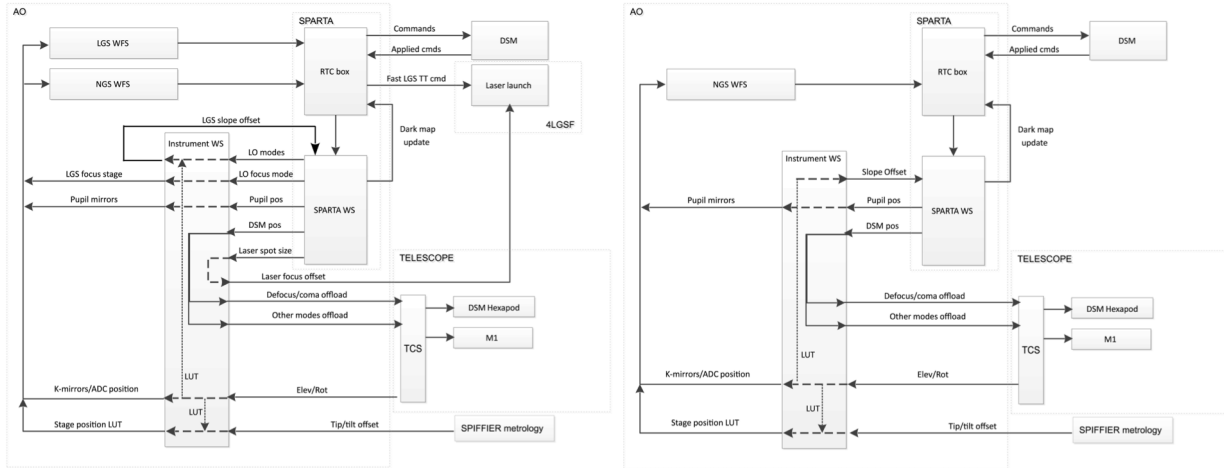 AO
SPARTA
LGS WFS
NGS WFS
RTC box
Commands
Applied cmds
DSM
Fast LGS TT cmd
Laser launch
4LGSF
LGS slope offset
Dark map
update
Instrument WS
LO modes
LGS focus stage
LO focus mode
Pupil mirrors
Pupil pos
SPARTA WS
DSM pos
Laser spot size
Laser focus offset
TELESCOPE
Defocus/coma offload
DSM Hexapod
Other modes offload
M1
TCS
LUT
K-mirrors/ADC position
Elev/Rot
LUT
Stage position LUT
Tip/tilt offset
SPIFFIER metrology
AO
SPARTA
NGS WFS
RTC box
Commands
Applied cmds
DSM
Dark map
update
Instrument WS
Slope Offset
Pupil mirrors
Pupil pos
SPARTA WS
DSM pos
TELESCOPE
Defocus/coma offload
DSM Hexapod
Other modes offload
M1
TCS
LUT
K-mirrors/ADC position
Elev/Rot
LUT
Stage position LUT
Tip/tilt offset
SPIFFIER metrology